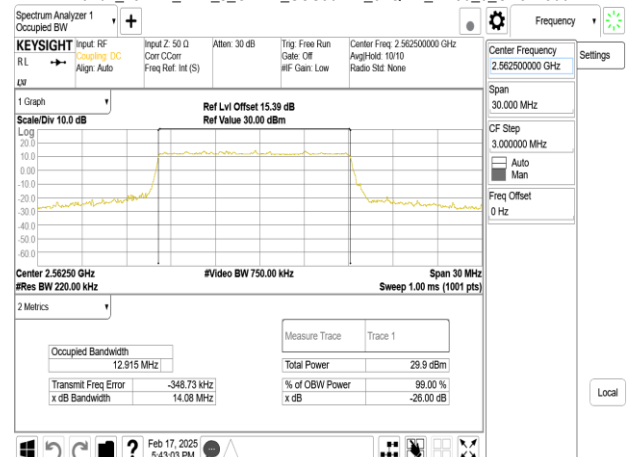 Spectrum Analyzer 1
Occupied BW
Frequency
KEYSIGHT
Input: RF
Input Z: 50 Ω
Atten: 30 dB
Trig: Free Run
Center Freq: 2.562500000 GHz
RL
Coupling: DC
Corr CCorr
Gate: Off
Avg|Hold: 10/10
Align: Auto
Freq Ref: Int (S)
#IF Gain: Low
Radio Std: None
LXI
Center Frequency
2.562500000 GHz
Settings
Span
30.000 MHz
CF Step
3.000000 MHz
Auto
Man
Freq Offset
0 Hz
Local
1 Graph
Ref Lvl Offset 15.39 dB
Scale/Div 10.0 dB
Ref Value 30.00 dBm
Log
20.0
10.0
0.00
-10.0
-20.0
-30.0
-40.0
-50.0
-60.0
Center 2.56250 GHz
#Video BW 750.00 kHz
Span 30 MHz
#Res BW 220.00 kHz
Sweep 1.00 ms (1001 pts)
2 Metrics
Measure Trace
Trace 1
Occupied Bandwidth
12.915 MHz
Total Power
29.9 dBm
Transmit Freq Error
-348.73 kHz
% of OBW Power
99.00 %
x dB Bandwidth
14.08 MHz
x dB
-26.00 dB
?
Feb 17, 2025
5:43:03 PM